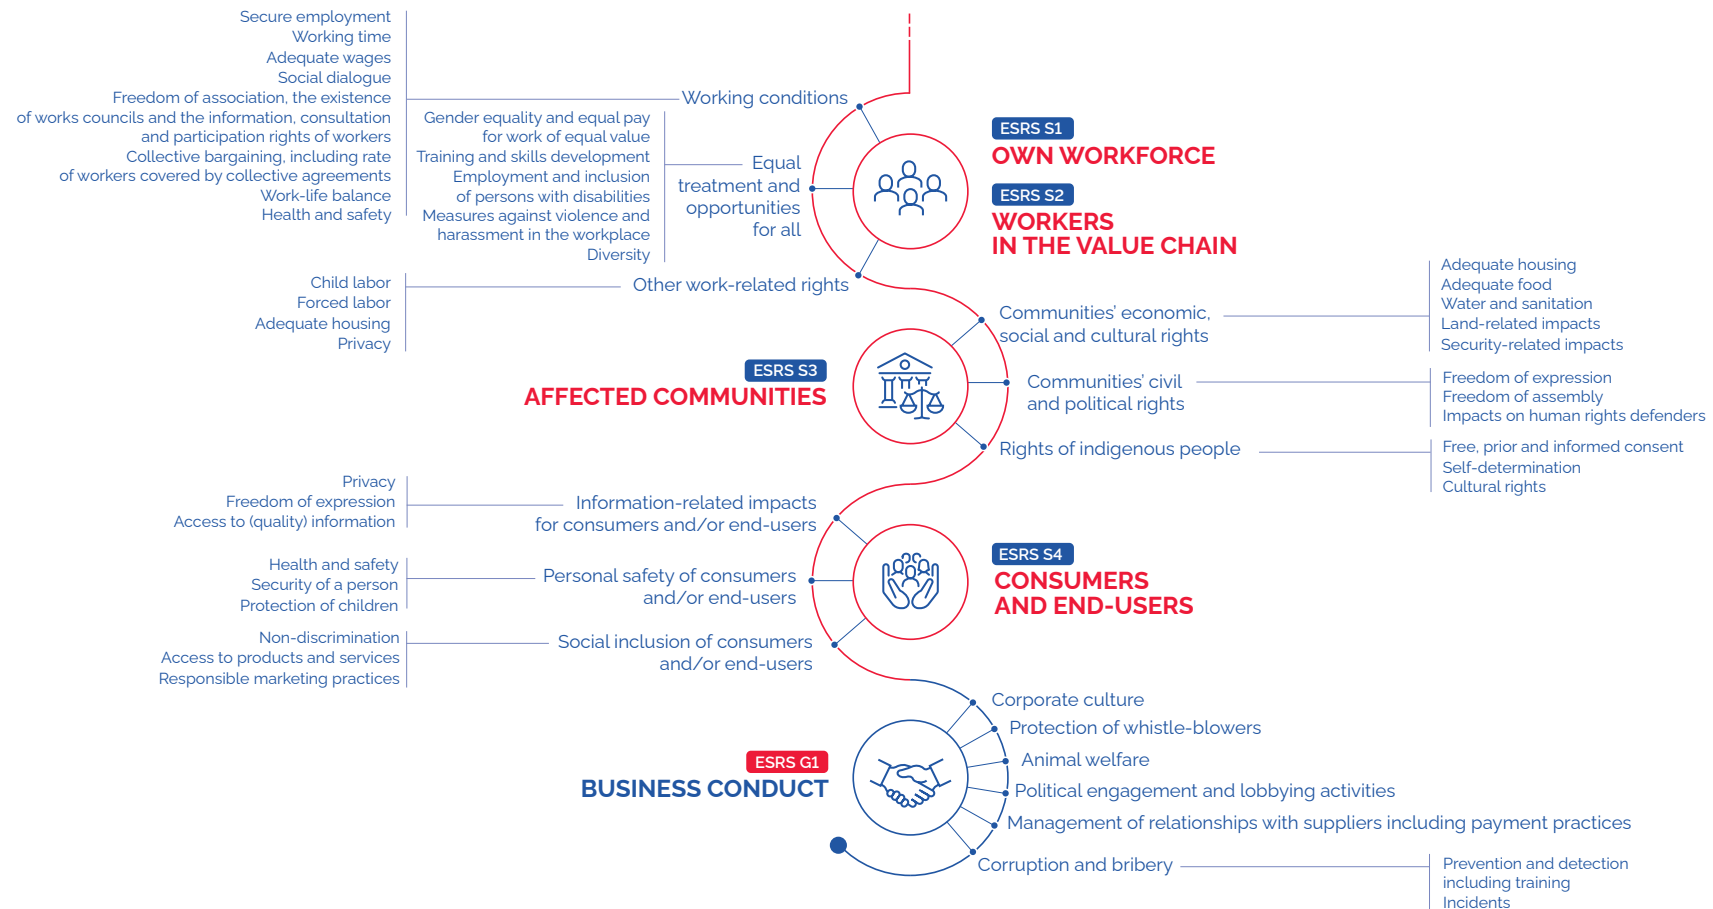 Secure employment
Working time
Adequate wages
Social dialogue
Freedom of association, the existence
of works councils and the information, consultation
and participation rights of workers
Collective bargaining, including rate
of workers covered by collective agreements
Work-life balance
Health and safety
Working conditions
Gender equality and equal pay
for work of equal value
Training and skills development
Employment and inclusion
of persons with disabilities
Measures against violence and
harassment in the workplace
Diversity
Equal
treatment and
opportunities
for all
Child labor
Forced labor
Adequate housing
Privacy
Other work-related rights
ESRS S1
OWN WORKFORCE
ESRS S2
WORKERS
IN THE VALUE CHAIN
ESRS S3
AFFECTED COMMUNITIES
Communities' economic,
social and cultural rights
Adequate housing
Adequate food
Water and sanitation
Land-related impacts
Security-related impacts
Communities' civil
and political rights
Freedom of expression
Freedom of assembly
Impacts on human rights defenders
Rights of indigenous people
Free, prior and informed consent
Self-determination
Cultural rights
Privacy
Freedom of expression
Access to (quality) information
Information-related impacts
for consumers and/or end-users
Health and safety
Security of a person
Protection of children
Personal safety of consumers
and/or end-users
Non-discrimination
Access to products and services
Responsible marketing practices
Social inclusion of consumers
and/or end-users
ESRS S4
CONSUMERS
AND END-USERS
ESRS G1
BUSINESS CONDUCT
Corporate culture
Protection of whistle-blowers
Animal welfare
Political engagement and lobbying activities
Management of relationships with suppliers including payment practices
Corruption and bribery
Prevention and detection
including training
Incidents